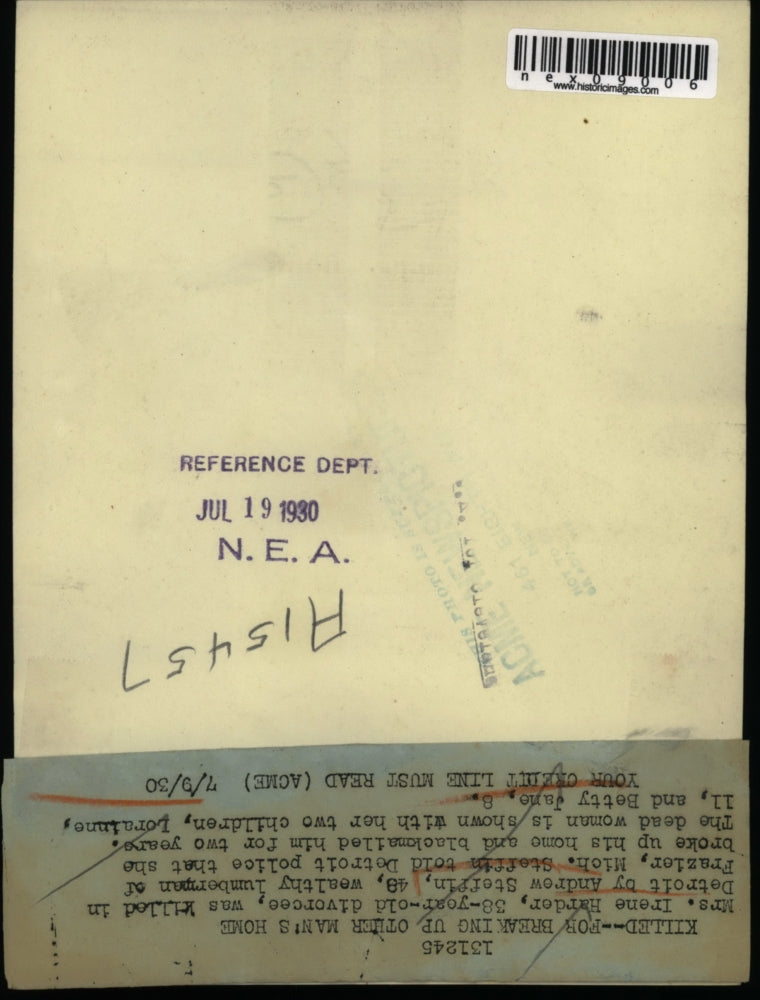 nex09006
www.historicimages.com
REFERENCE DEPT.
JUL 19 1930
N. E. A.
A15457
131245
KILLED--FOR BREAKING UP OTHER MAN'S HOME
Mrs. Irene Harder, 38-year-old divorcee, was killed in
Detroit by Andrew Steffin, 48, wealthy lumberman of
Frazier, Mich. Steffin told Detroit police that she
broke up his home and blackmailed him for two years.
The dead woman is shown with her two children, Lorainne,
11, and Betty Jane, 8.
YOUR CREDIT LINE MUST READ (ACME) 7/9/30